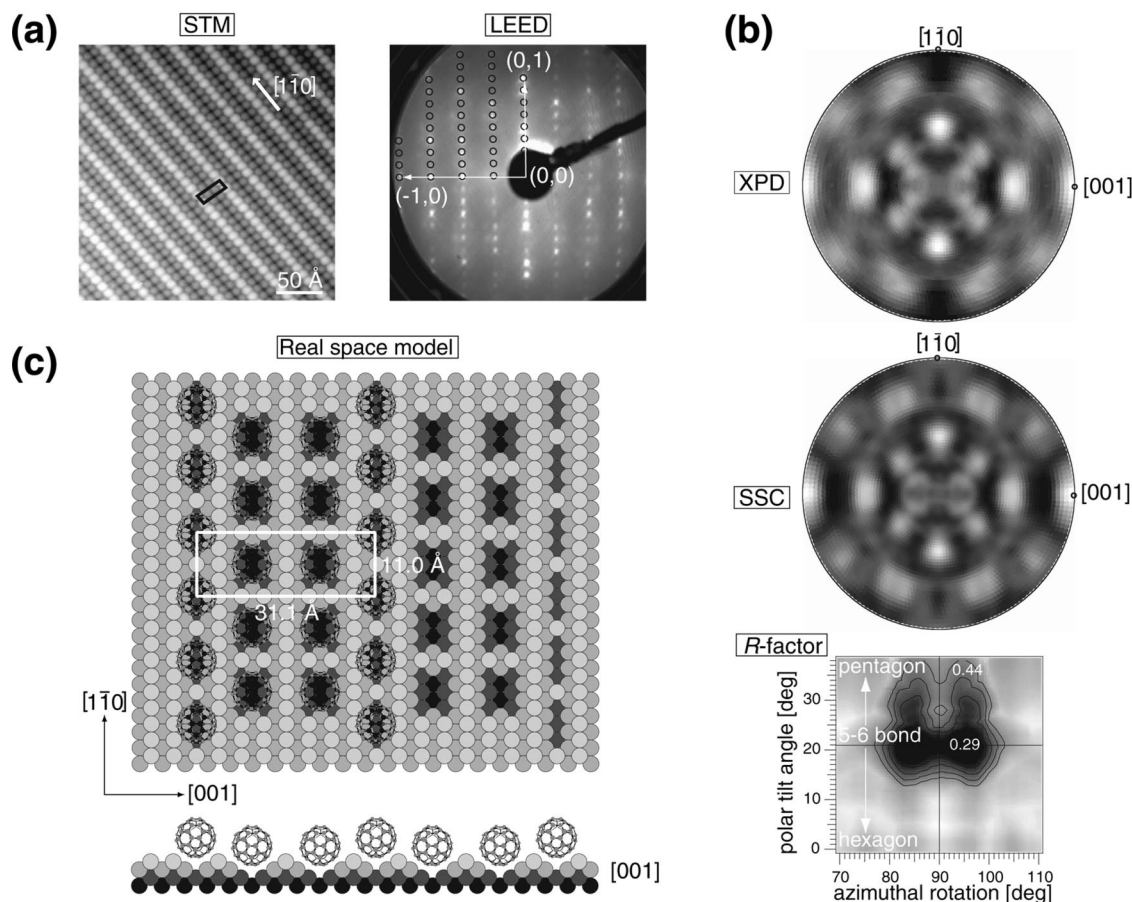 (a)
STM
[11̄0]
50 Å
LEED
(0,1)
(0,0)
(-1,0)
(b)
[11̄0]
XPD
[001]
[11̄0]
SSC
[001]
R-factor
pentagon
5-6 bond
hexagon
0.44
0.29
30
20
10
0
polar tilt angle [deg]
70 80 90 100 110
azimuthal rotation [deg]
(c)
Real space model
11.0 Å
31.1 Å
[11̄0]
[001]
[001]